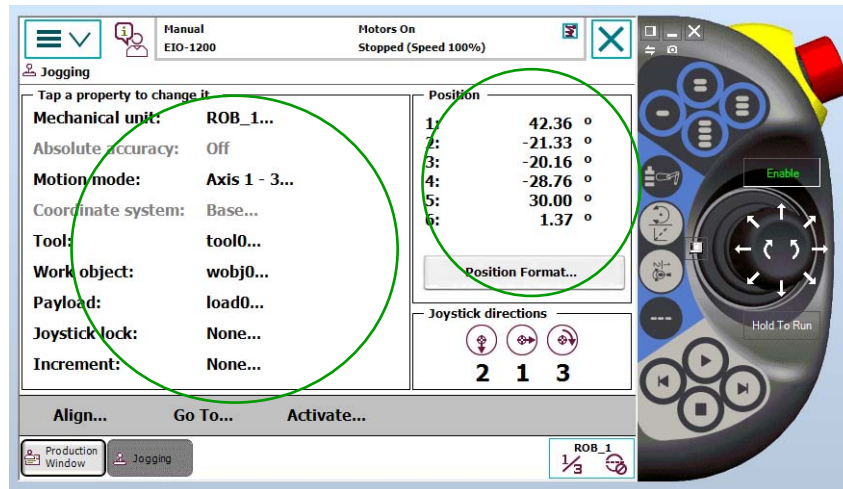 Manual
EIO-1200
Motors On
Stopped (Speed 100%)
Jogging
Tap a property to change it
Mechanical unit: ROB_1...
Absolute accuracy: Off
Motion mode: Axis 1 - 3...
Coordinate system: Base...
Tool: tool0...
Work object: wobj0...
Payload: load0...
Joystick lock: None...
Increment: None...
Position
1: 42.36 º
2: -21.33 º
3: -20.16 º
4: -28.76 º
5: 30.00 º
6: 1.37 º
Position Format...
Joystick directions
2 1 3
Align... Go To... Activate...
Production
Window
Jogging
ROB_1
1/3
Enable
Hold To Run